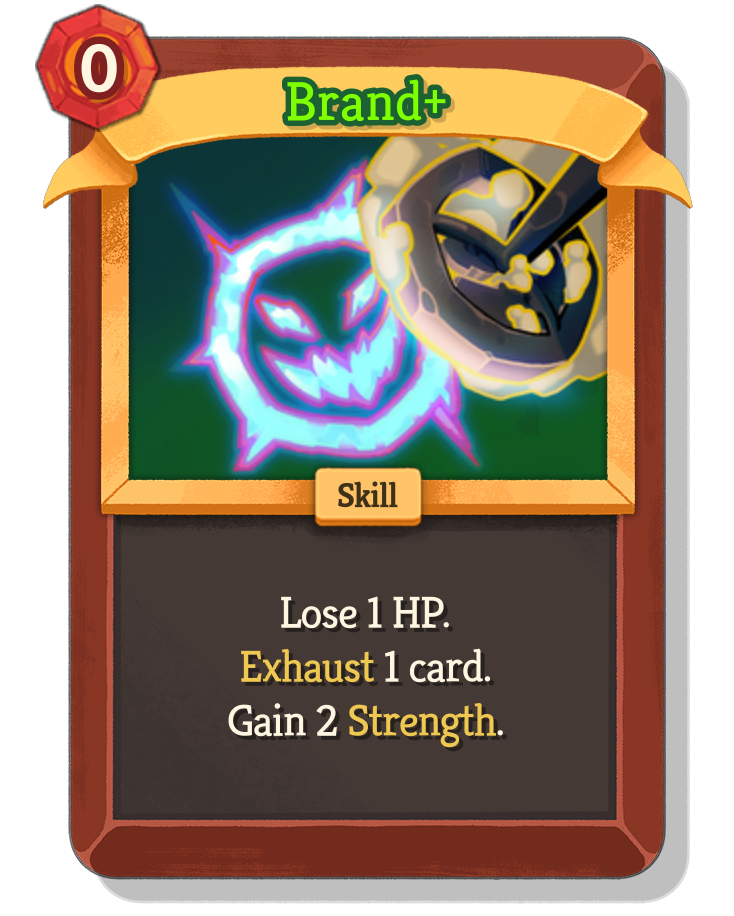 0
Brand+
Skill
Lose 1 HP.
Exhaust 1 card.
Gain 2 Strength.